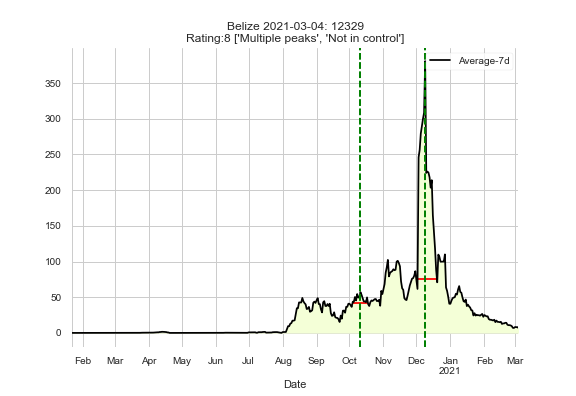 Belize 2021-03-04: 12329
Rating:8 ['Multiple peaks', 'Not in control']
Average-7d
350
300
250
200
150
100
50
0
Feb Mar Apr May Jun Jul Aug Sep Oct Nov Dec Jan Feb Mar
2021
Date